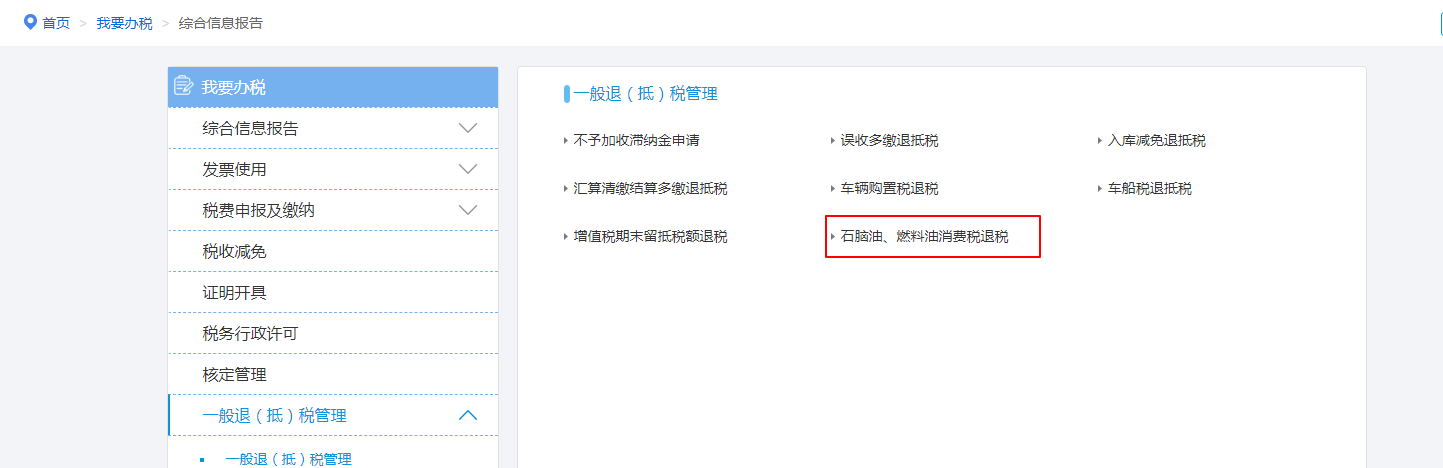 首页 > 我要办税 > 综合信息报告
我要办税
综合信息报告
发票使用
税费申报及缴纳
税收减免
证明开具
税务行政许可
核定管理
一般退（抵）税管理
一般退（抵）税管理
一般退（抵）税管理
不予加收滞纳金申请
误收多缴退抵税
入库减免退抵税
汇算清缴结算多缴退抵税
车辆购置税退税
车船税退抵税
增值税期末留抵税额退税
石脑油、燃料油消费税退税